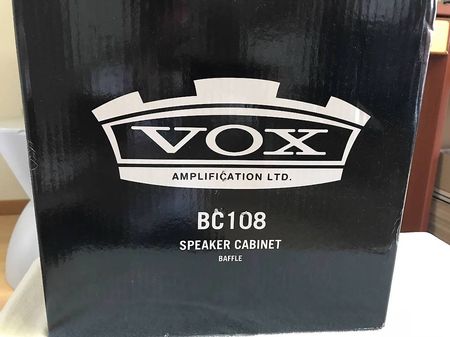 VOX
AMPLIFICATION LTD.
BC108
SPEAKER CABINET
BAFFLE